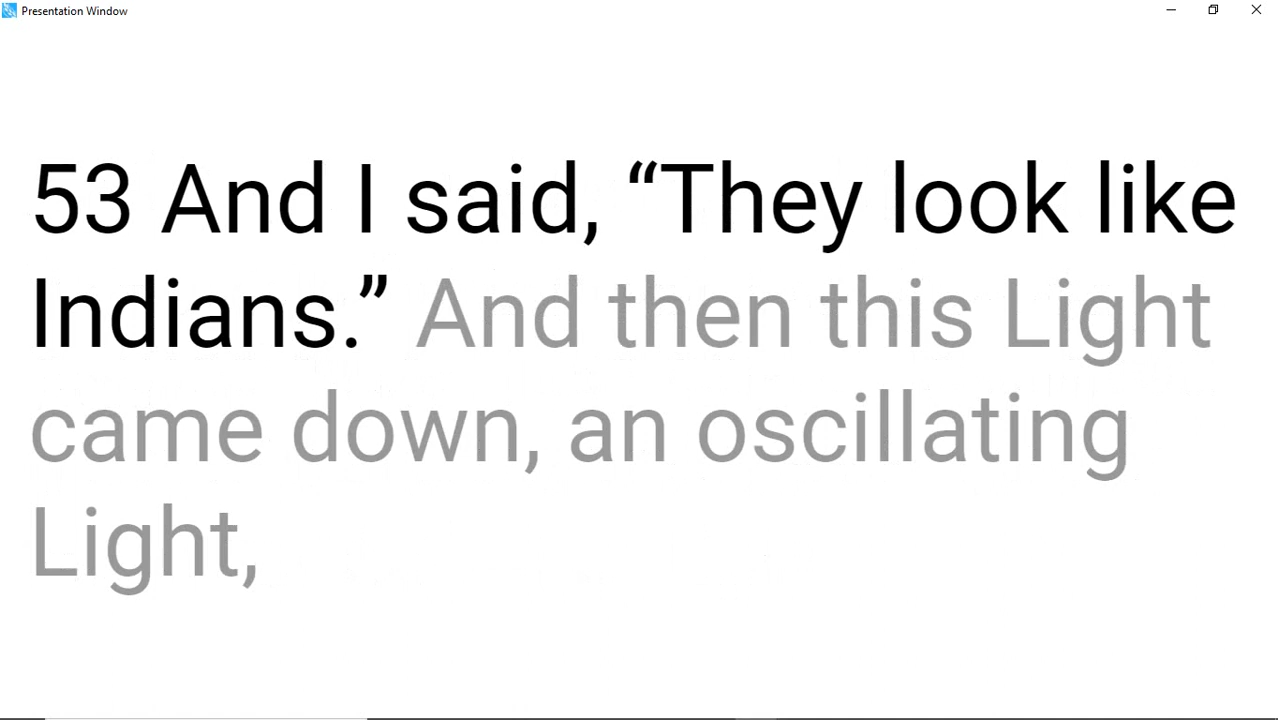 Presentation Window
53 And I said, “They look like
Indians.” And then this Light
came down, an oscillating
Light,